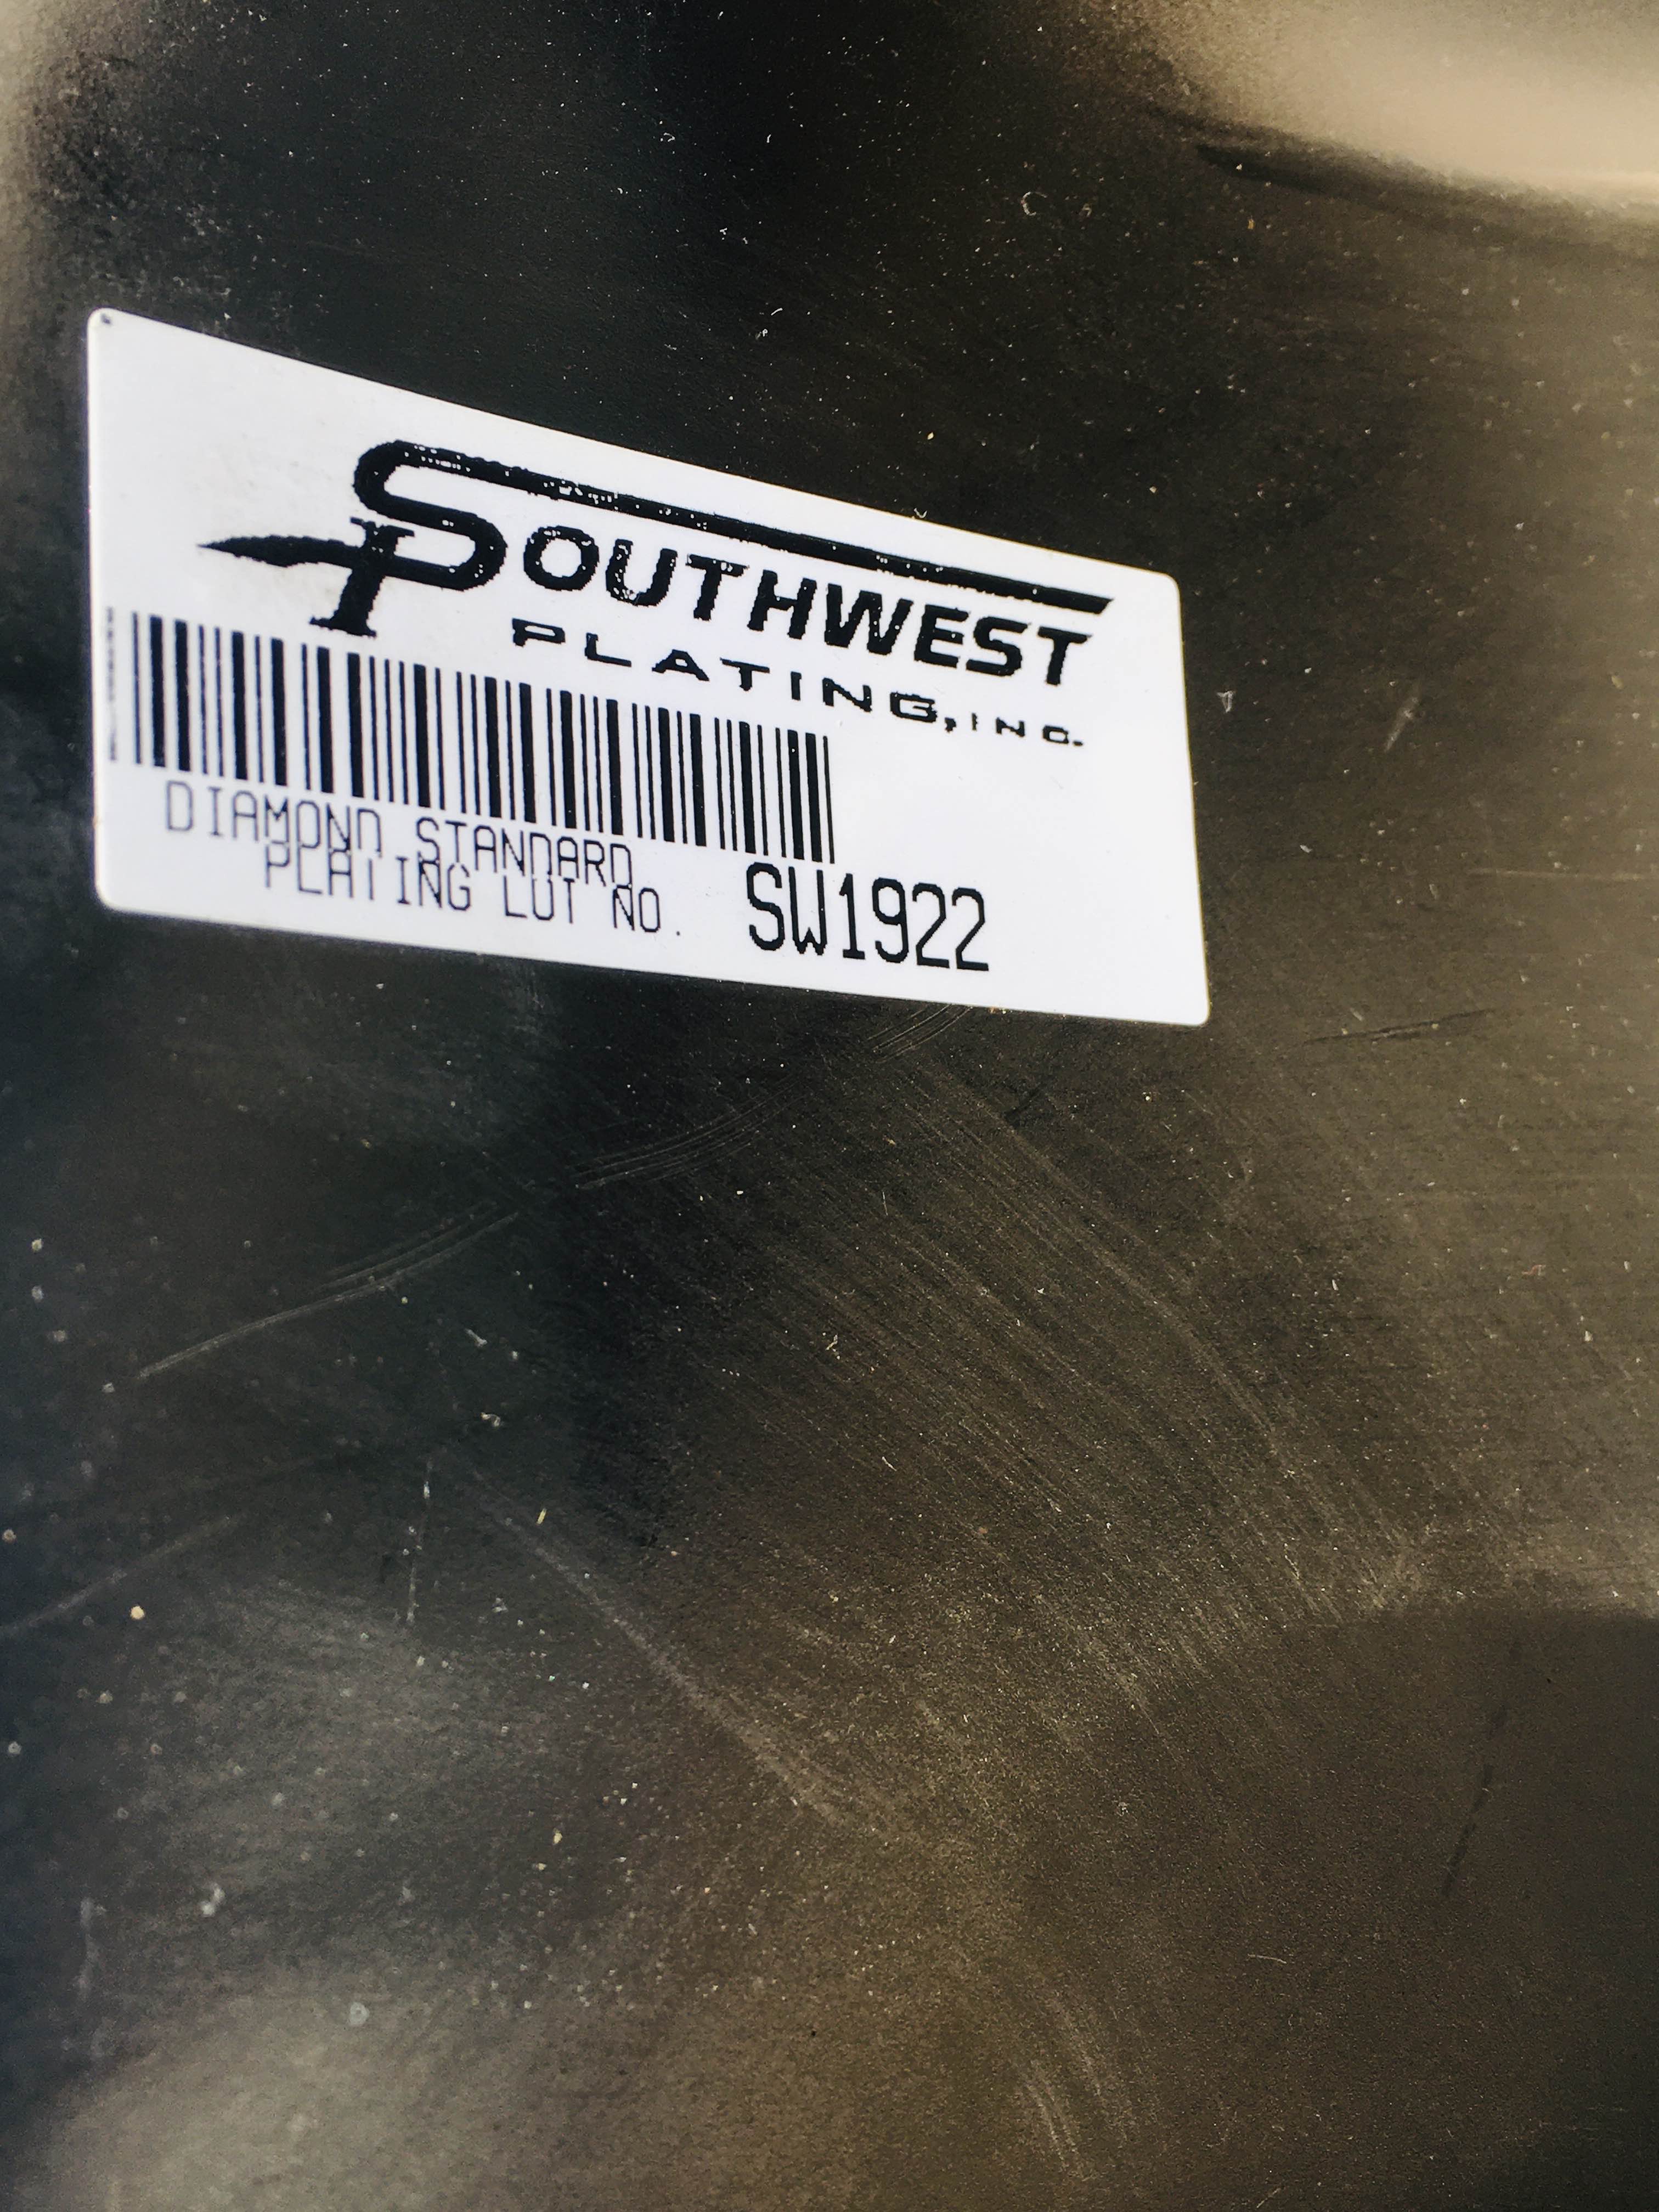 SOUTHWEST
PLATING, INC.
DIAMOND STANDARD
PLATING LOT NO. SW1922